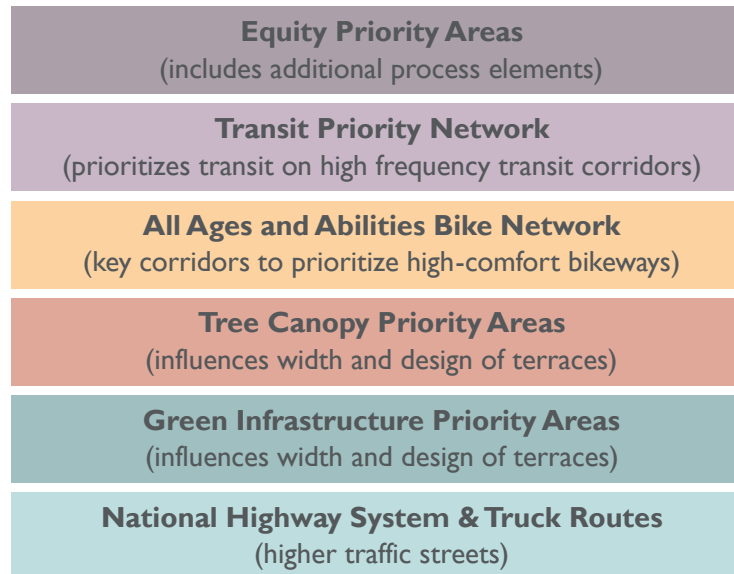 Equity Priority Areas
(includes additional process elements)
Transit Priority Network
(prioritizes transit on high frequency transit corridors)
All Ages and Abilities Bike Network
(key corridors to prioritize high-comfort bikeways)
Tree Canopy Priority Areas
(influences width and design of terraces)
Green Infrastructure Priority Areas
(influences width and design of terraces)
National Highway System & Truck Routes
(higher traffic streets)